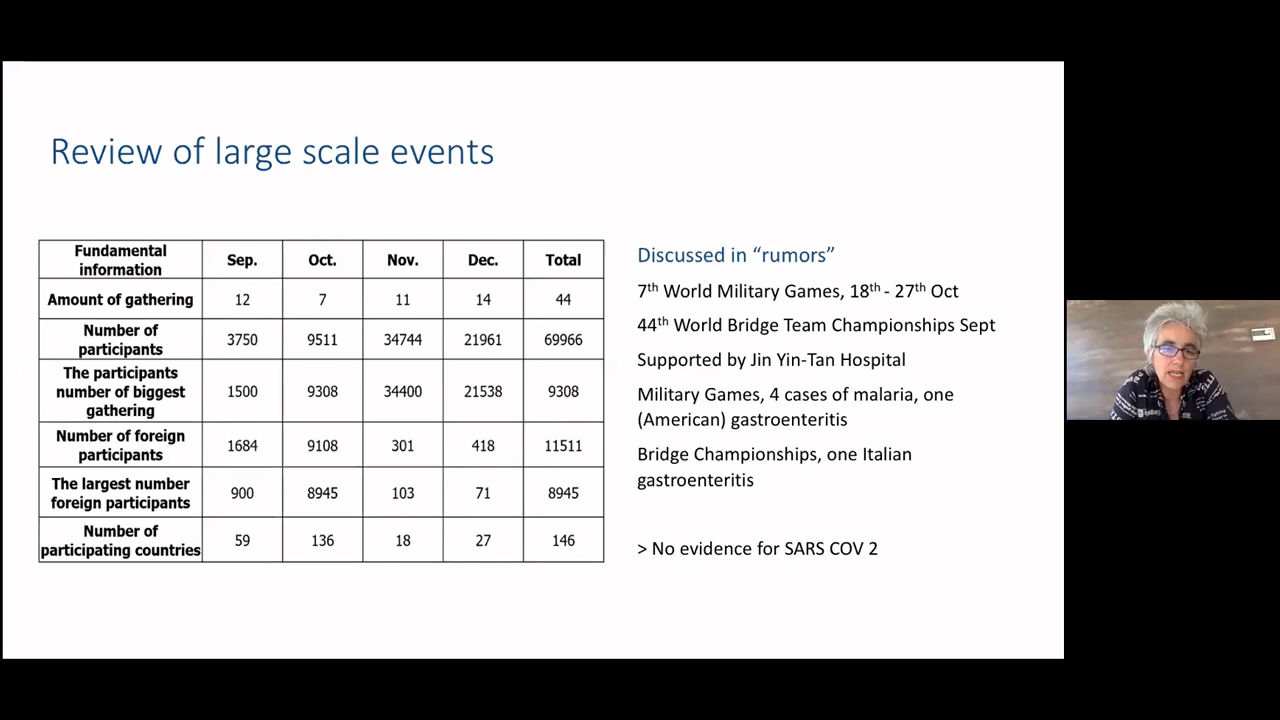 Review of large scale events
Fundamental information Sep. Oct. Nov. Dec. Total
Amount of gathering 12 7 11 14 44
Number of participants 3750 9511 34744 21961 69966
The participants number of biggest gathering 1500 9308 34400 21538 9308
Number of foreign participants 1684 9108 301 418 11511
The largest number foreign participants 900 8945 103 71 8945
Number of participating countries 59 136 18 27 146
Discussed in “rumors”
7th World Military Games, 18th - 27th Oct
44th World Bridge Team Championships Sept
Supported by Jin Yin-Tan Hospital
Military Games, 4 cases of malaria, one
(American) gastroenteritis
Bridge Championships, one Italian
gastroenteritis
> No evidence for SARS COV 2